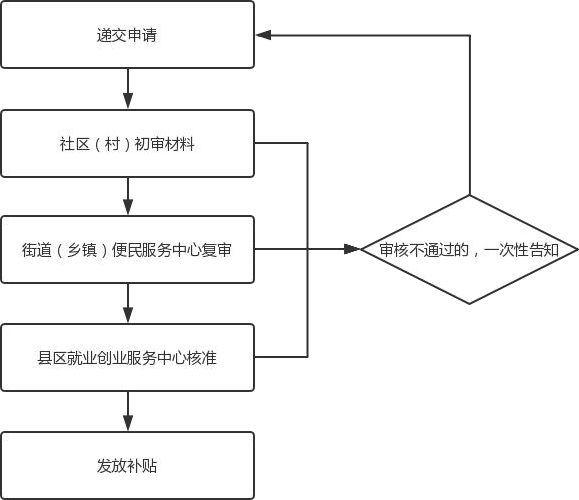 递交申请
社区（村）初审材料
街道（乡镇）便民服务中心复审
审核不通过的，一次性告知
县区就业创业服务中心核准
发放补贴